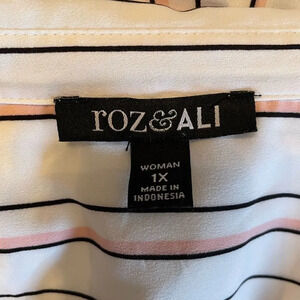 roz&ALI
WOMAN
1X
MADE IN
INDONESIA